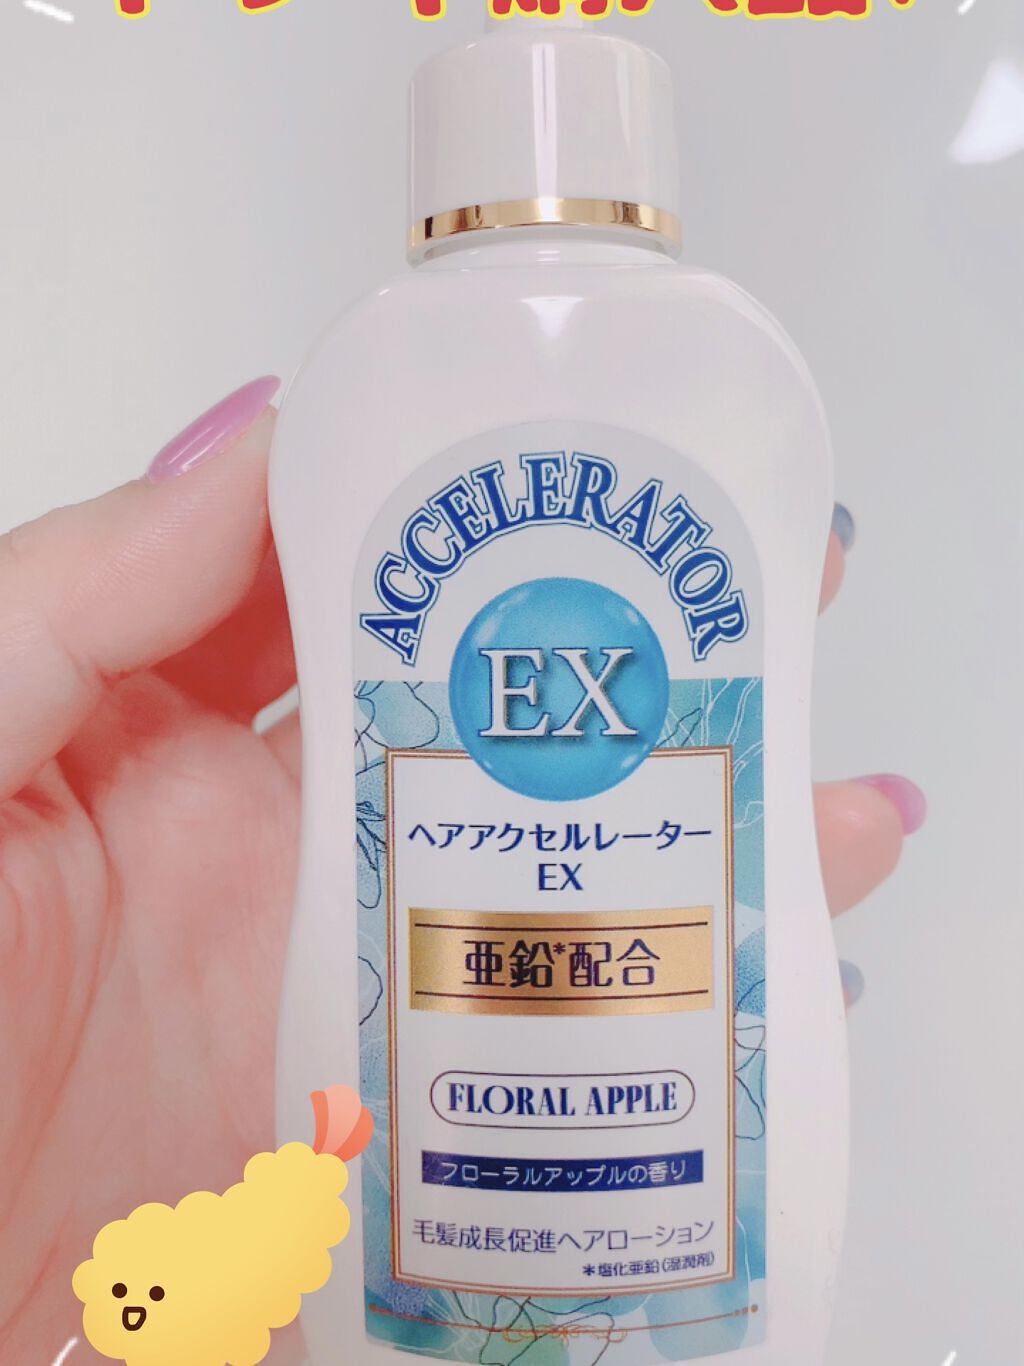 ACCELERATOR
EX
ヘアアクセルレーター
EX
亜鉛*配合
FLORAL APPLE
フローラルアップルの香り
毛髪成長促進ヘアローション
*塩化亜鉛(湿潤剤)